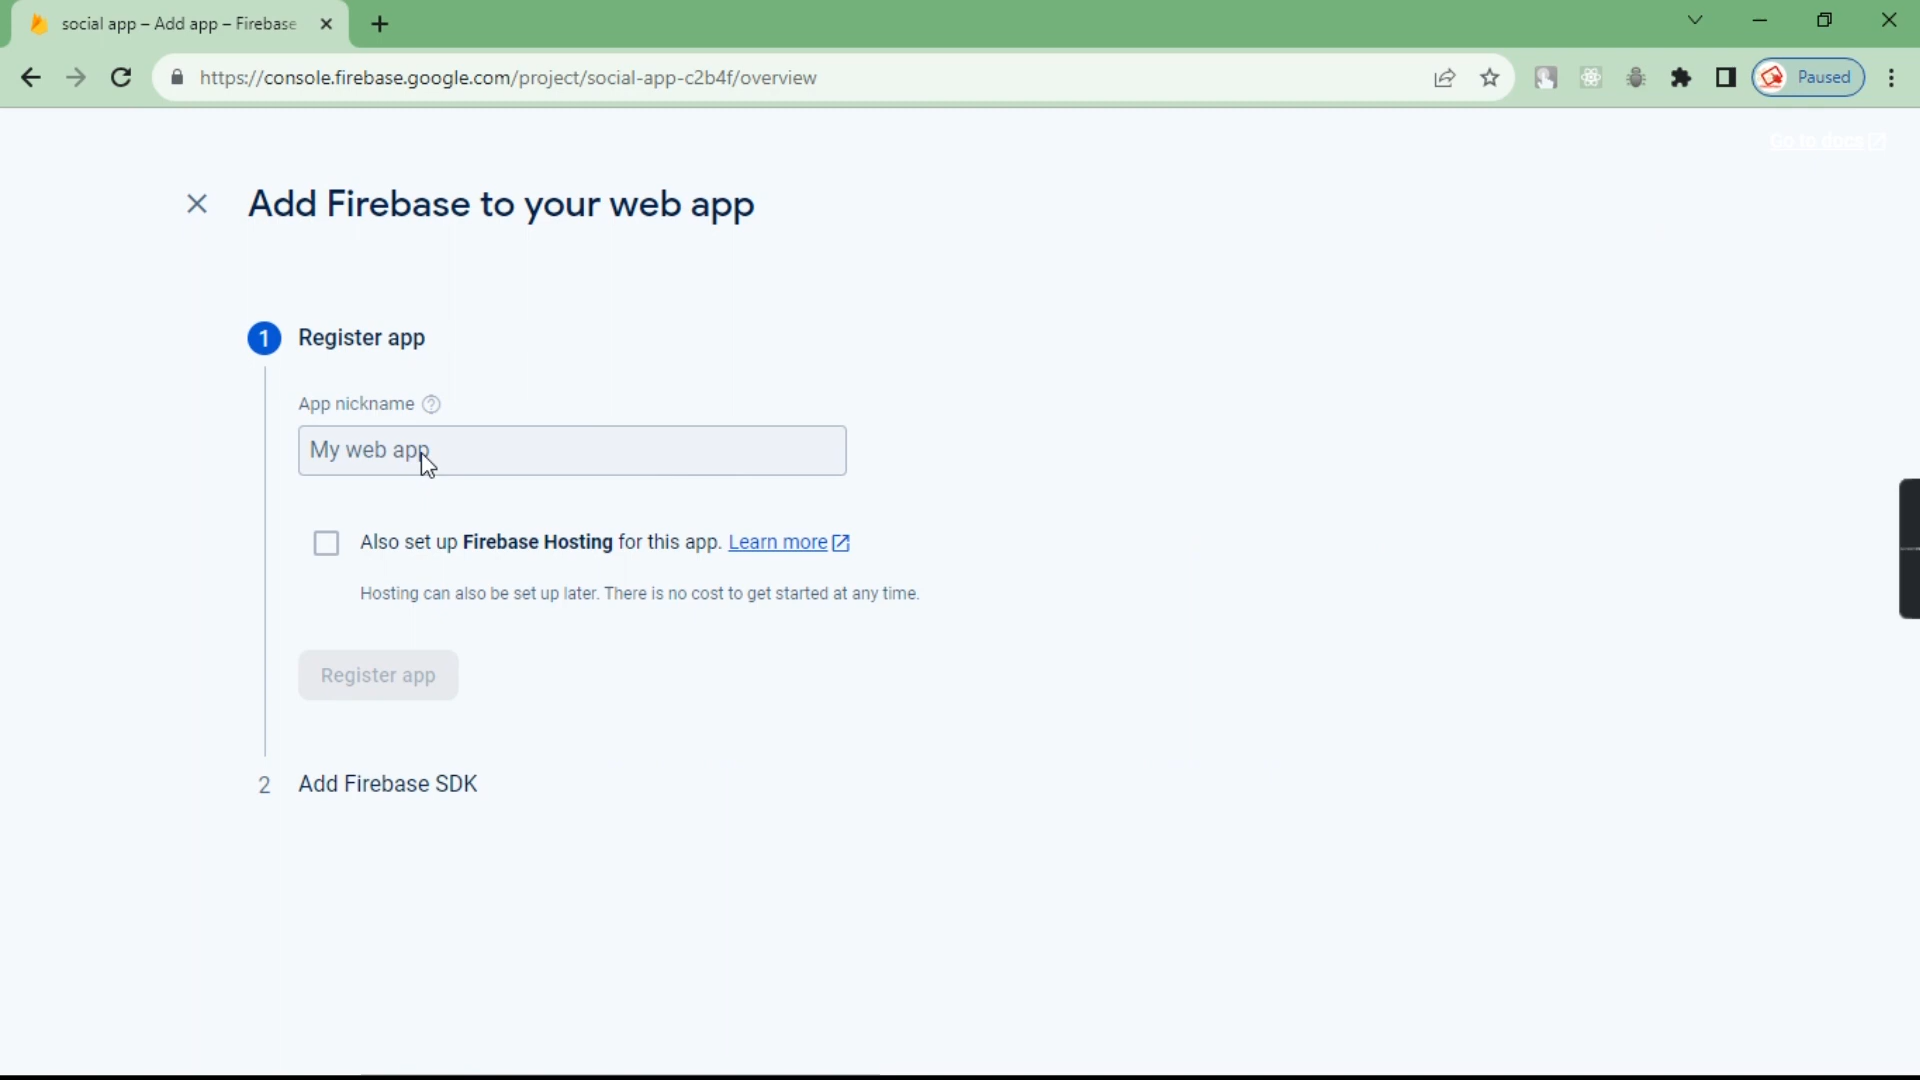 social app – Add app – Firebase
https://console.firebase.google.com/project/social-app-c2b4f/overview
Paused
Go to docs
Add Firebase to your web app
1 Register app
App nickname
My web app
Also set up Firebase Hosting for this app. Learn more
Hosting can also be set up later. There is no cost to get started at any time.
Register app
2 Add Firebase SDK